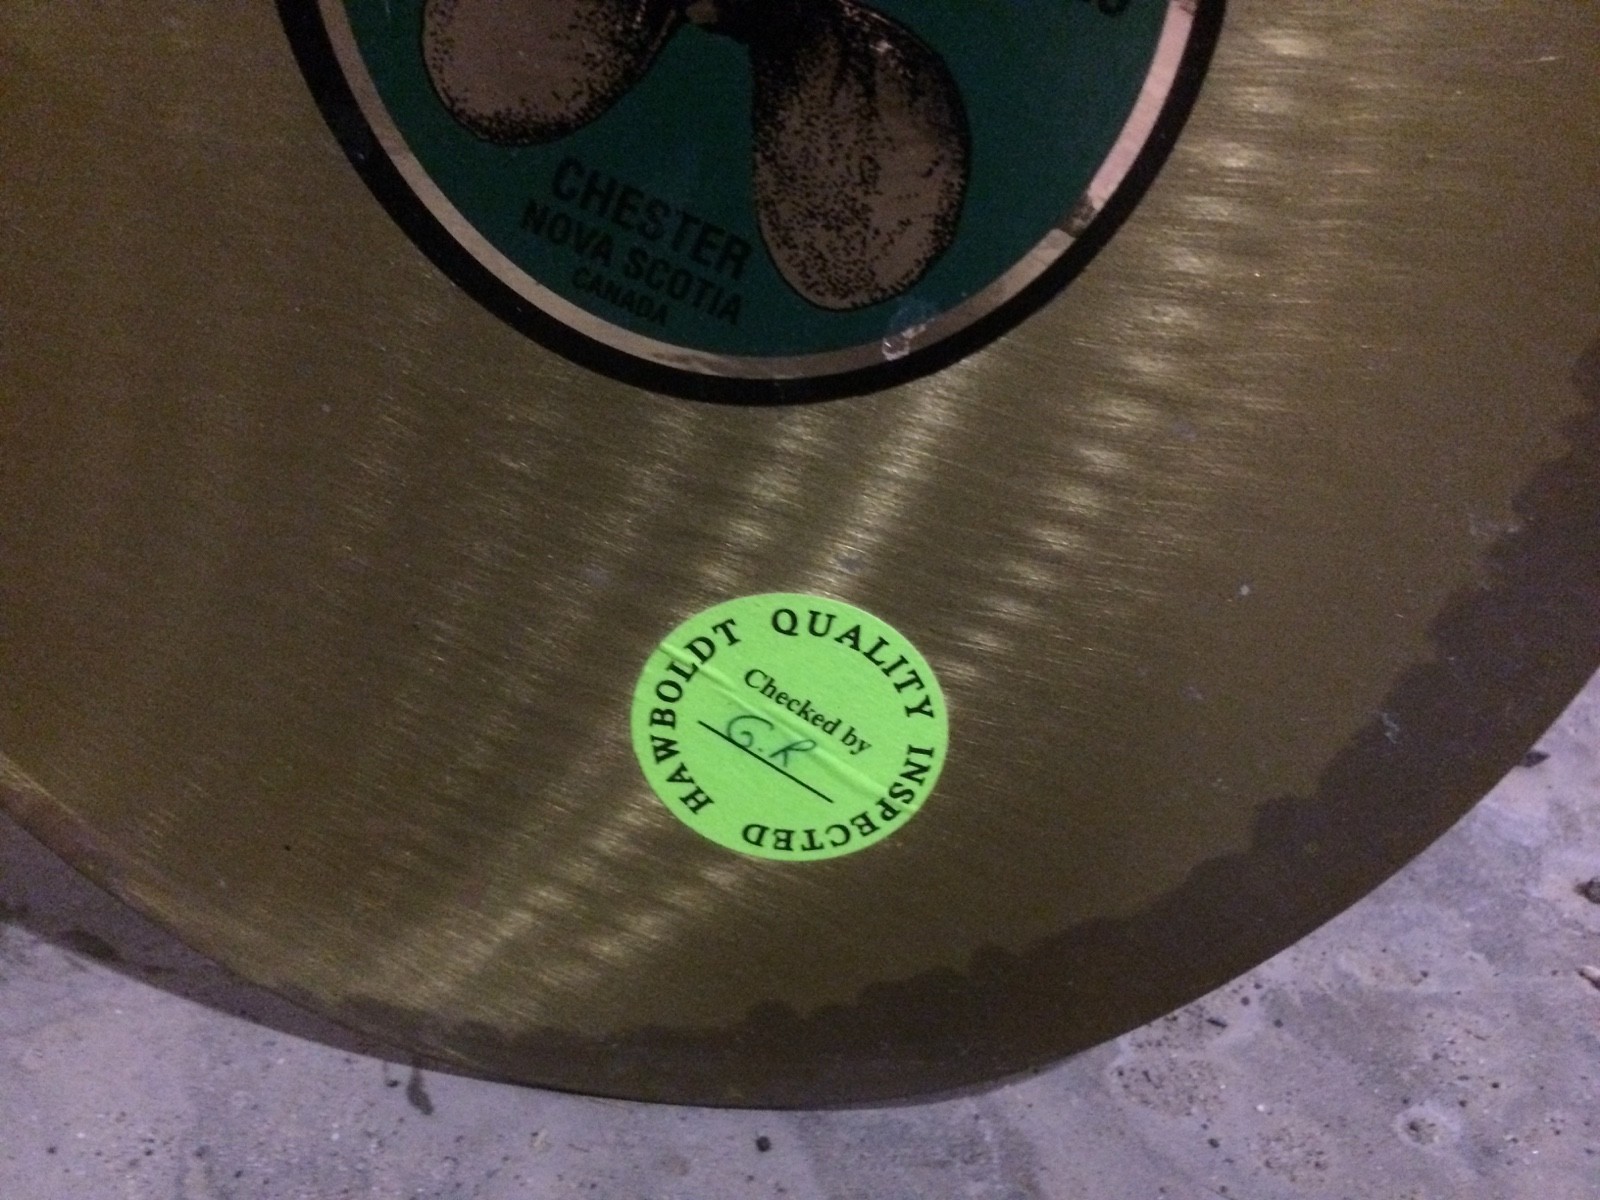 CHESTER
NOVA SCOTIA
CANADA
HAWBOLDT QUALITY INSPECTED
Checked by
G.R